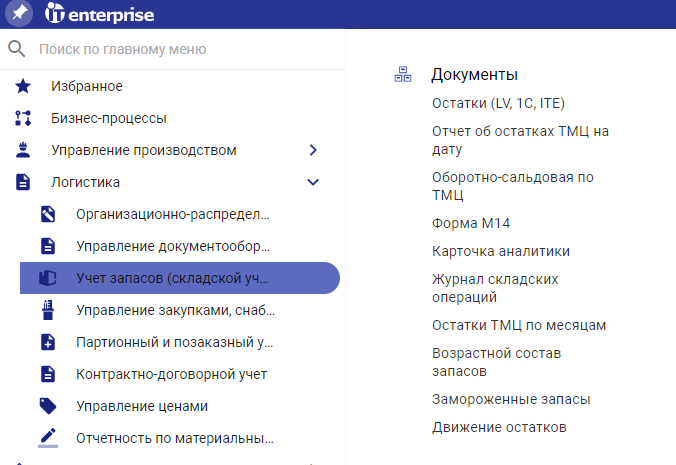 iT enterprise
Поиск по главному меню
Избранное
Бизнес-процессы
Управление производством
Логистика
Организационно-распредел...
Управление документообор...
Учет запасов (складской уч...
Управление закупками, снаб...
Партионный и позаказный у...
Контрактно-договорной учет
Управление ценами
Отчетность по материальны...
Документы
Остатки (LV, 1C, ITE)
Отчет об остатках ТМЦ на
дату
Оборотно-сальдовая по
ТМЦ
Форма М14
Карточка аналитики
Журнал складских
операций
Остатки ТМЦ по месяцам
Возрастной состав
запасов
Замороженные запасы
Движение остатков